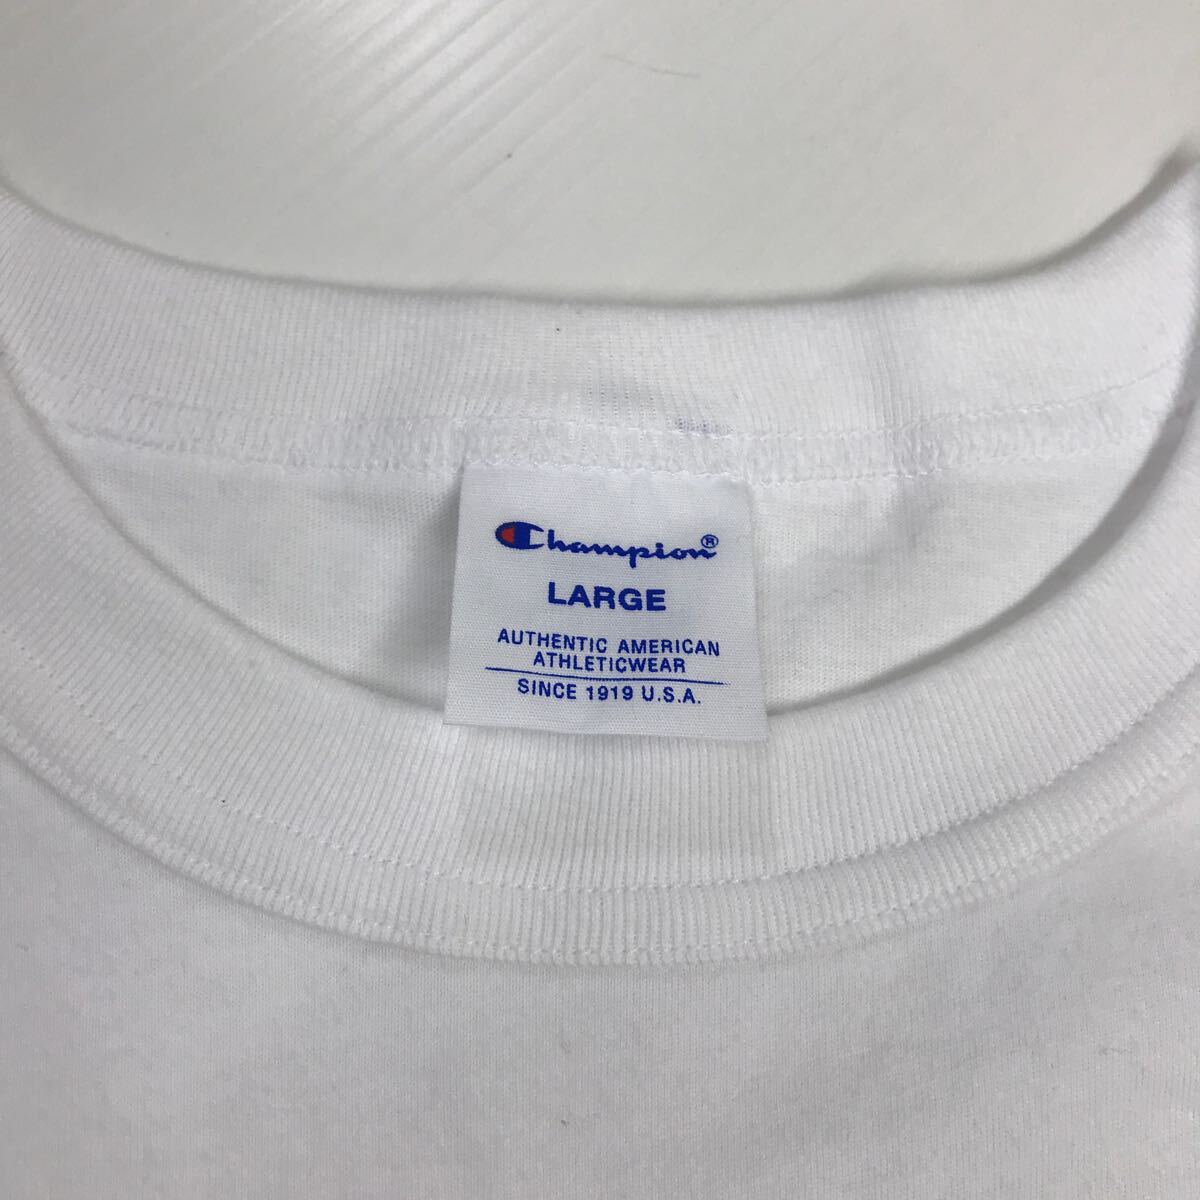 Champion®
LARGE
AUTHENTIC AMERICAN
ATHLETICWEAR
SINCE 1919 U.S.A.